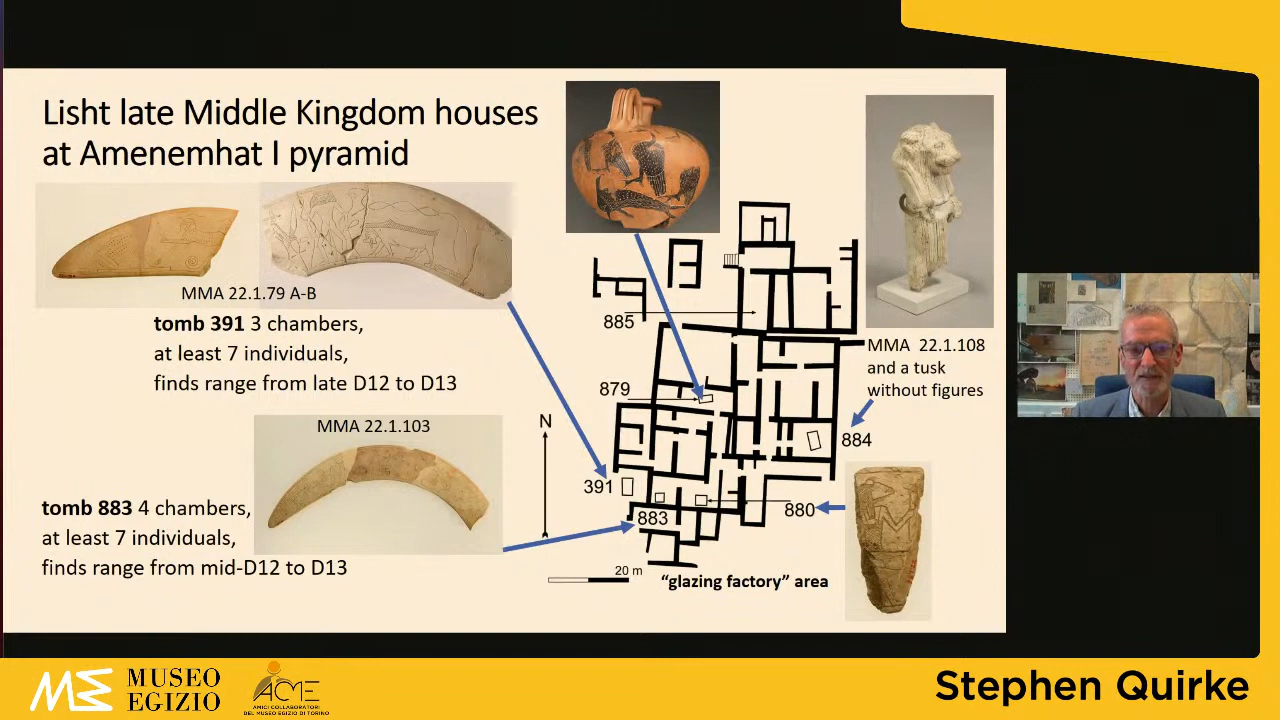 Lisht late Middle Kingdom houses
at Amenemhat I pyramid
MMA 22.1.79 A-B
tomb 391 3 chambers,
at least 7 individuals,
finds range from late D12 to D13
MMA 22.1.103
tomb 883 4 chambers,
at least 7 individuals,
finds range from mid-D12 to D13
885
879
N
391
883
880
884
20 m
"glazing factory" area
MMA 22.1.108
and a tusk
without figures
MUSEO
EGIZIO
ACME
AMICI COLLABORATORI
DEL MUSEO EGIZIO DI TORINO
Stephen Quirke